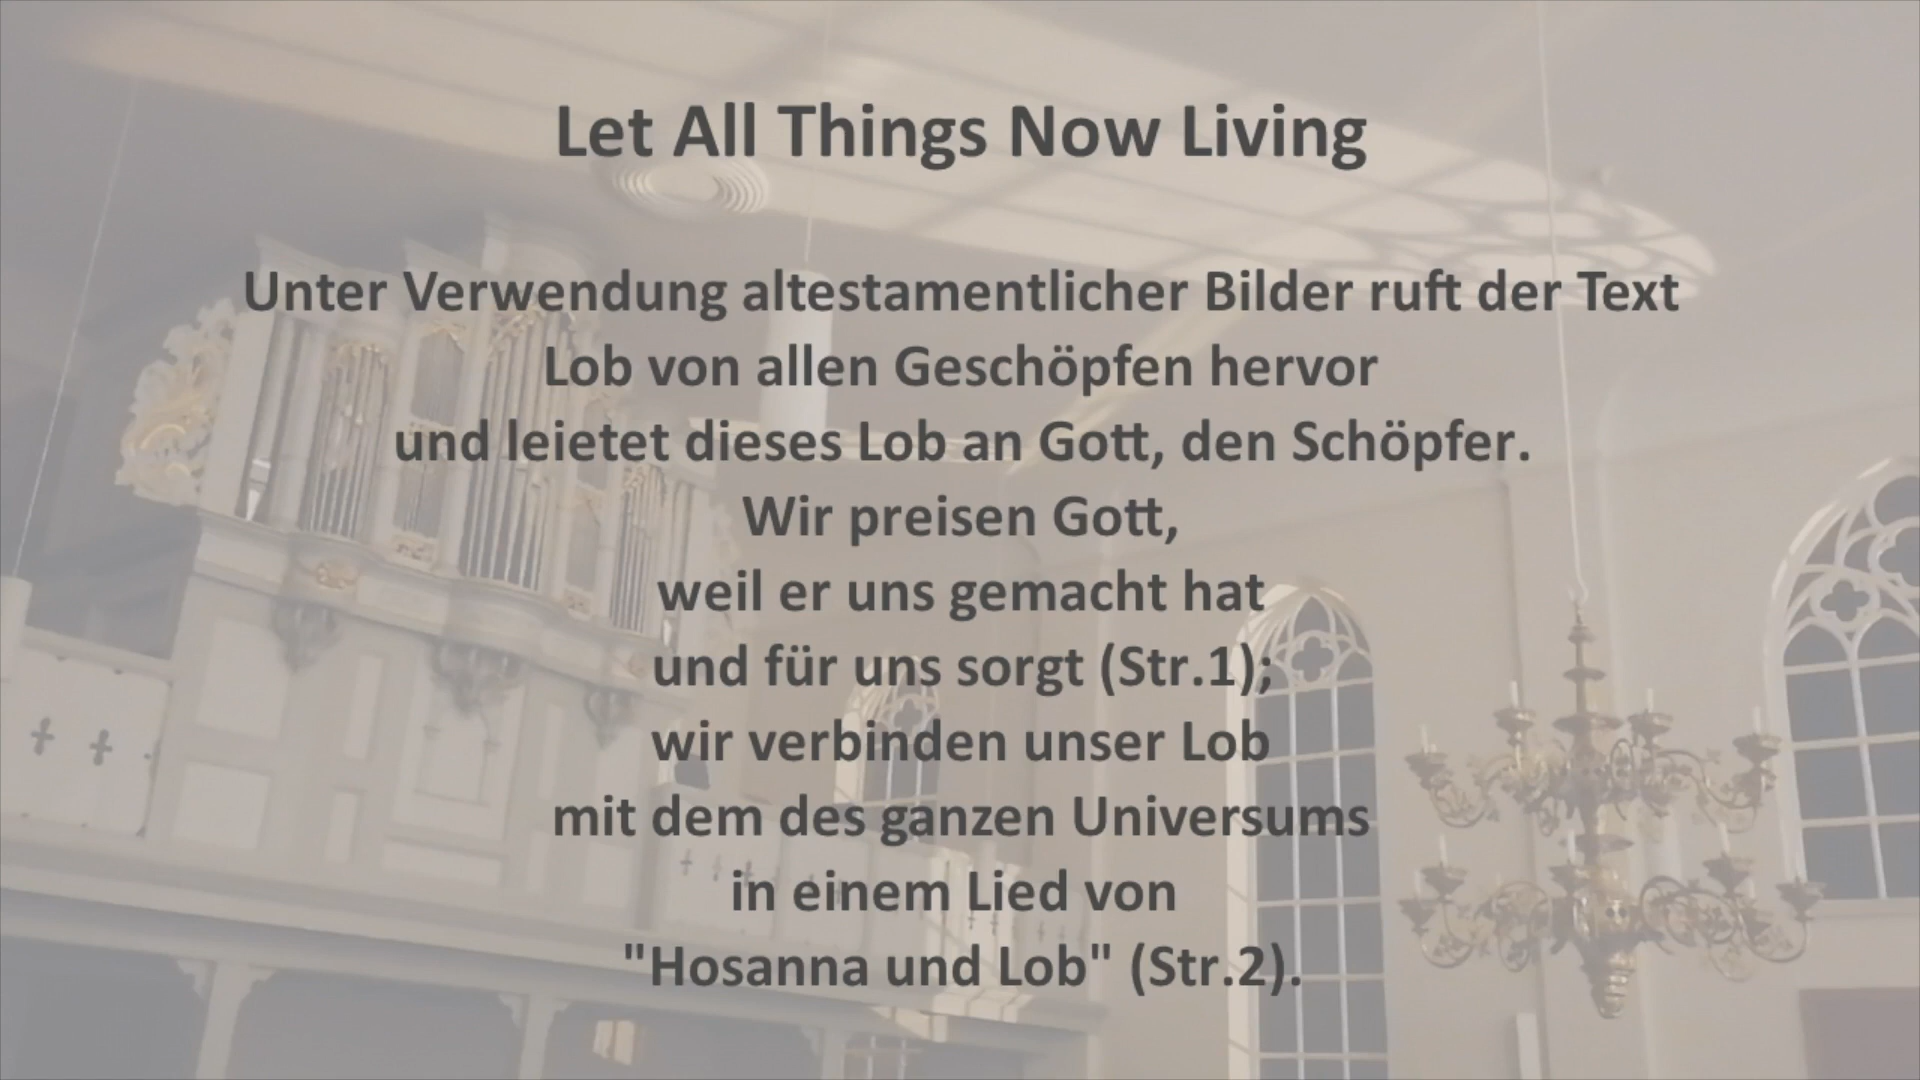 Let All Things Now Living
Unter Verwendung altestamentlicher Bilder ruft der Text
Lob von allen Geschöpfen hervor
und leietet dieses Lob an Gott, den Schöpfer.
Wir preisen Gott,
weil er uns gemacht hat
und für uns sorgt (Str.1);
wir verbinden unser Lob
mit dem des ganzen Universums
in einem Lied von
"Hosanna und Lob" (Str.2).